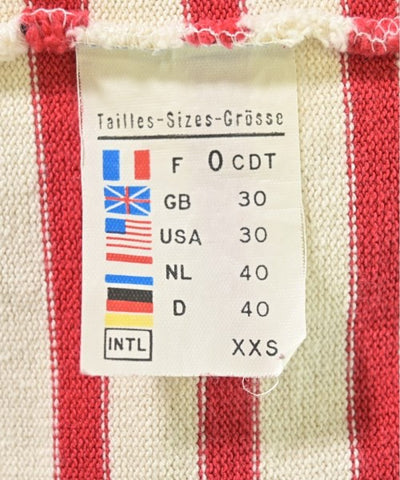 Tailles-Sizes-Grösse
F 0 CDT
GB 30
USA 30
NL 40
D 40
INTL XXS